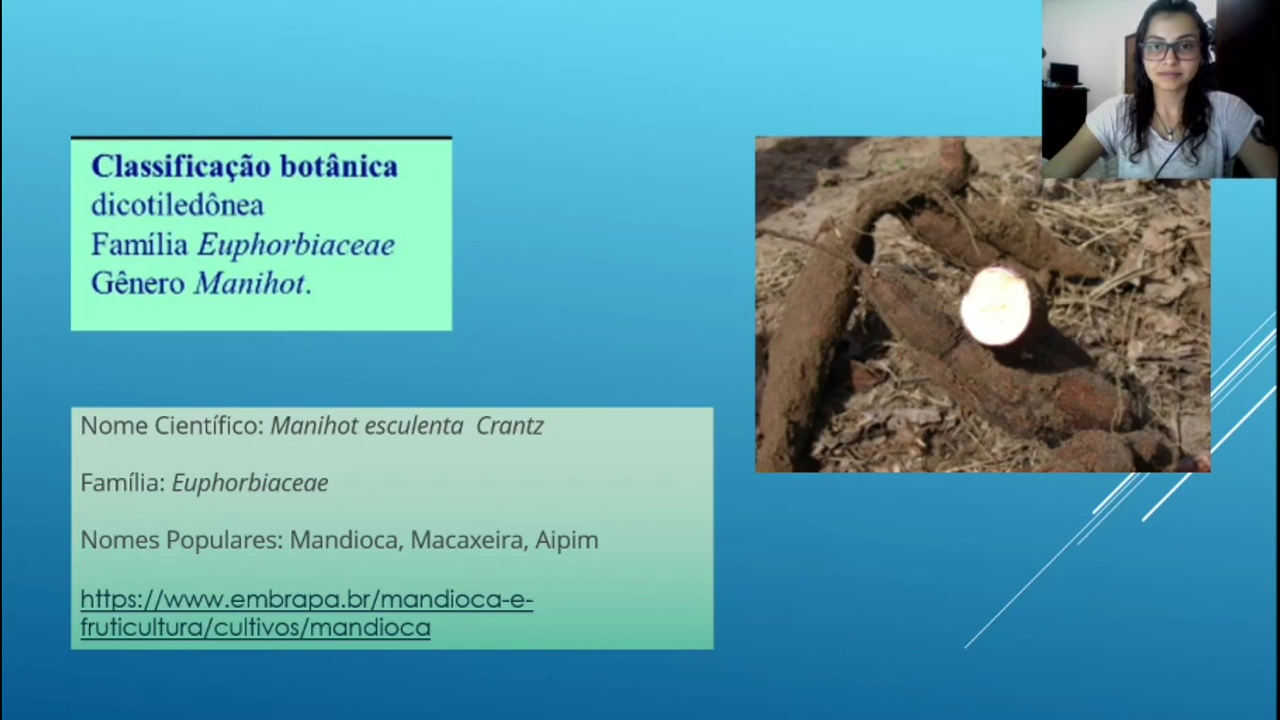 Classificação botânica
dicotiledônea
Família Euphorbiaceae
Gênero Manihot.
Nome Científico: Manihot esculenta Crantz
Família: Euphorbiaceae
Nomes Populares: Mandioca, Macaxeira, Aipim
https://www.embrapa.br/mandioca-e-
fruticultura/cultivos/mandioca